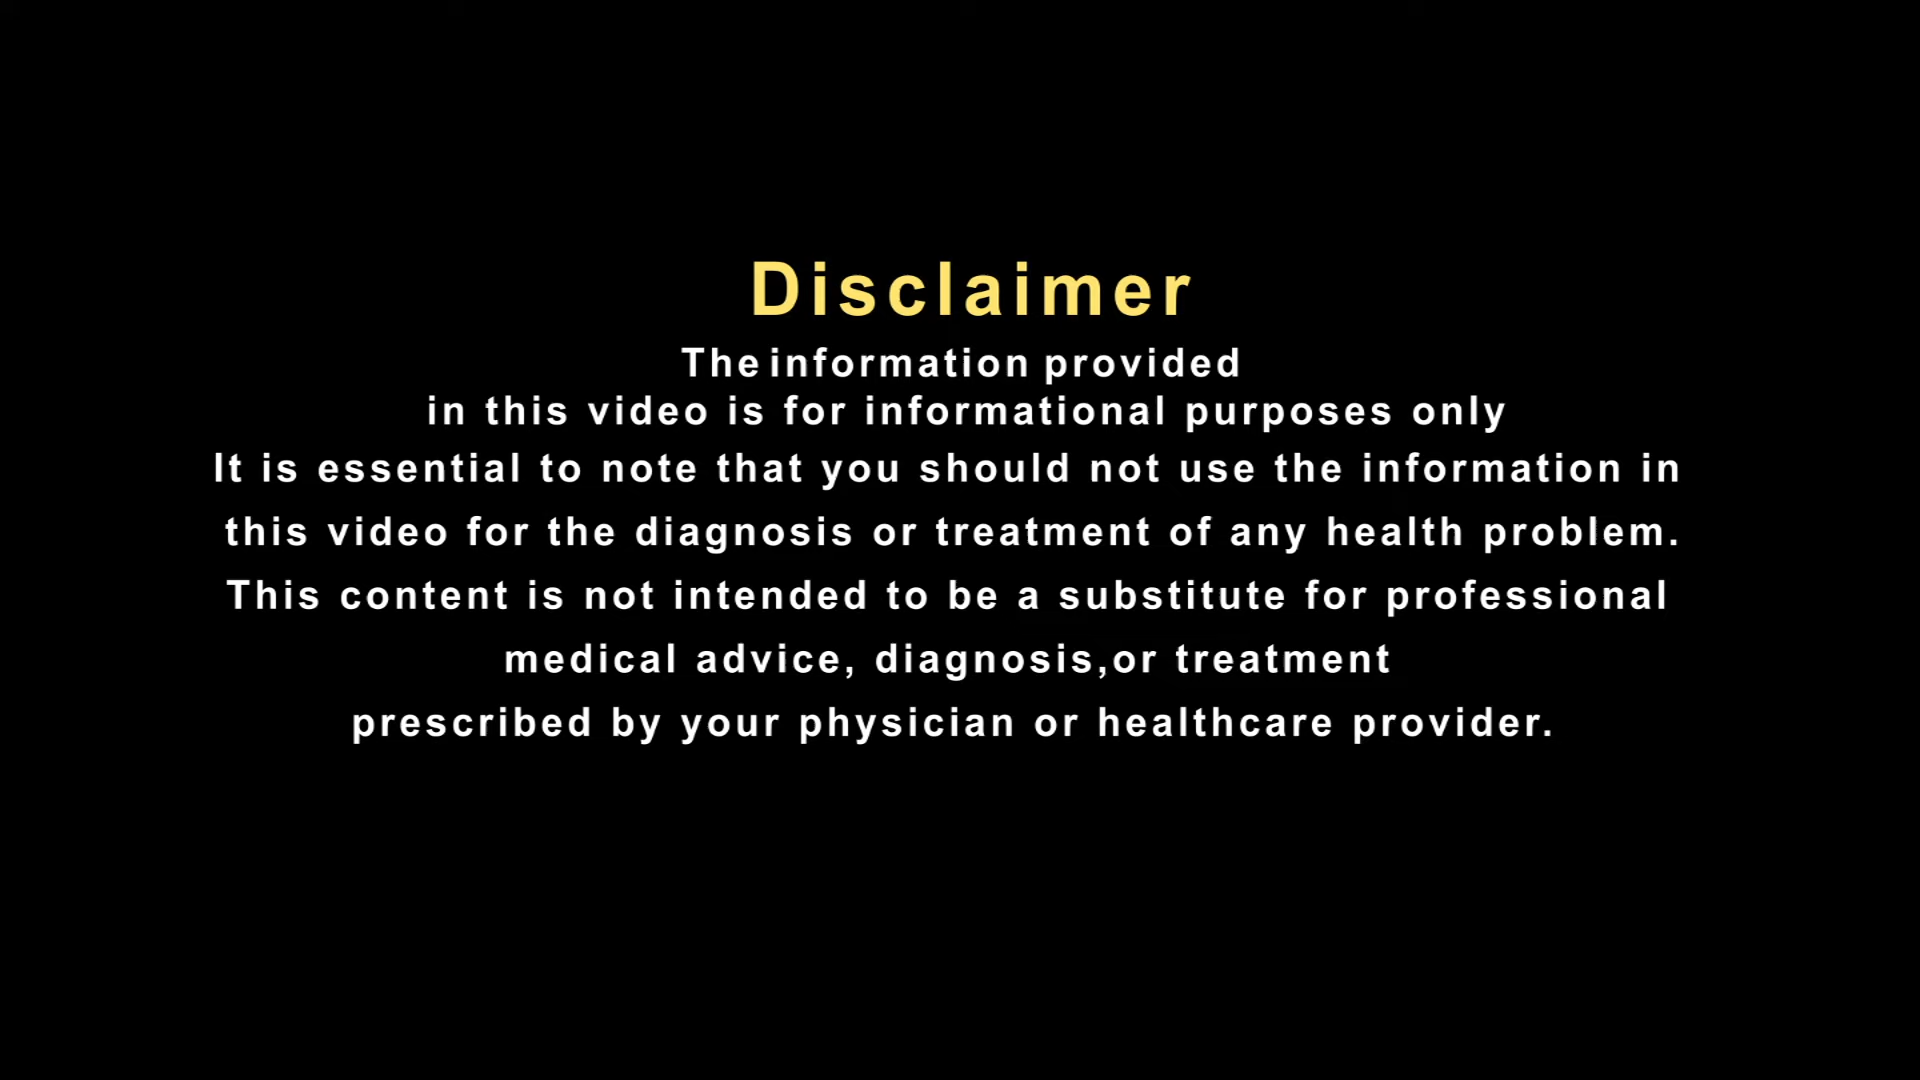 Disclaimer
The information provided
in this video is for informational purposes only
It is essential to note that you should not use the information in
this video for the diagnosis or treatment of any health problem.
This content is not intended to be a substitute for professional
medical advice, diagnosis,or treatment
prescribed by your physician or healthcare provider.